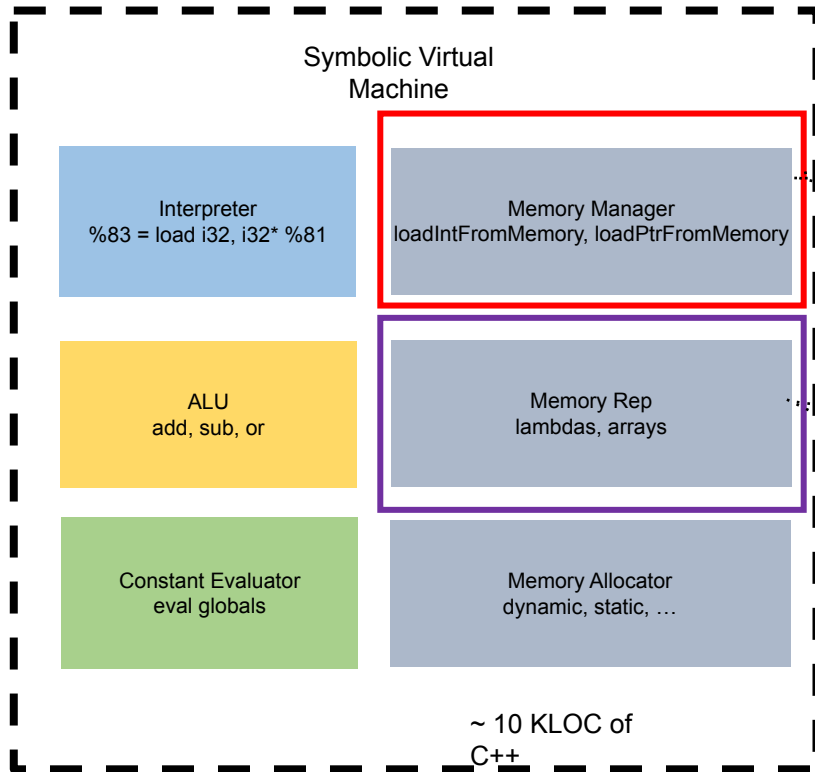 Symbolic Virtual
Machine
Interpreter
%83 = load i32, i32* %81
Memory Manager
loadIntFromMemory, loadPtrFromMemory
ALU
add, sub, or
Memory Rep
lambdas, arrays
Constant Evaluator
eval globals
Memory Allocator
dynamic, static, …
~ 10 KLOC of
C++